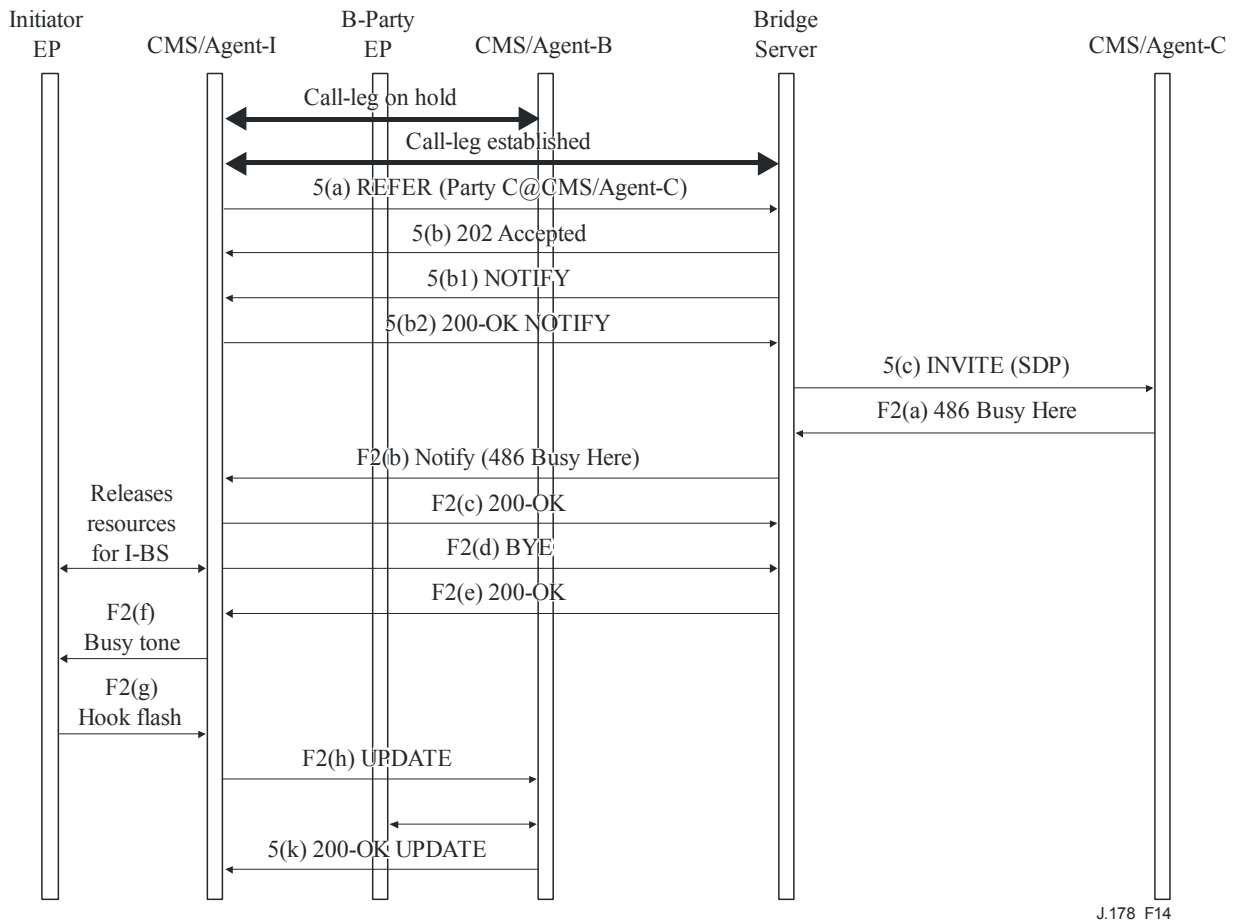 Initiator
EP
CMS/Agent-I
B-Party
EP
CMS/Agent-B
Bridge
Server
CMS/Agent-C
Call-leg on hold
Call-leg established
5(a) REFER (Party C@CMS/Agent-C)
5(b) 202 Accepted
5(b1) NOTIFY
5(b2) 200-OK NOTIFY
5(c) INVITE (SDP)
F2(a) 486 Busy Here
F2(b) Notify (486 Busy Here)
Releases
resources
for I-BS
F2(c) 200-OK
F2(d) BYE
F2(e) 200-OK
F2(f)
Busy tone
F2(g)
Hook flash
F2(h) UPDATE
5(k) 200-OK UPDATE
J.178_F14